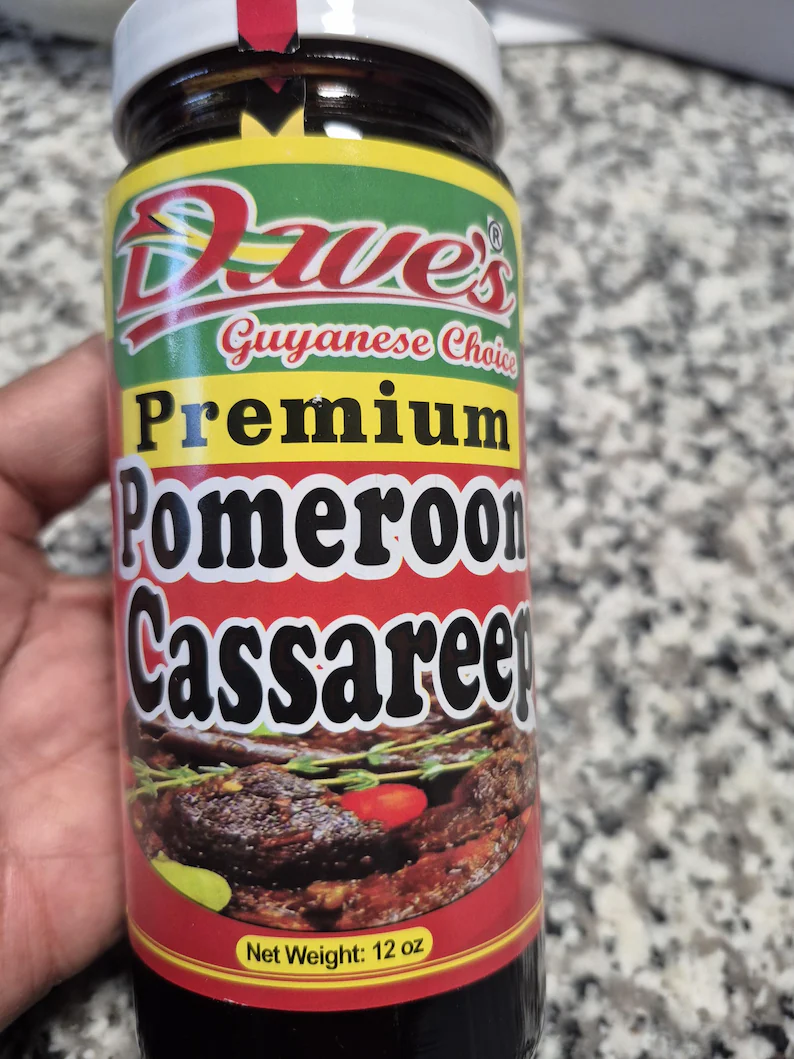 Dave's®
Guyanese Choice
Premium
Pomeroon
Cassareep
Net Weight: 12 oz